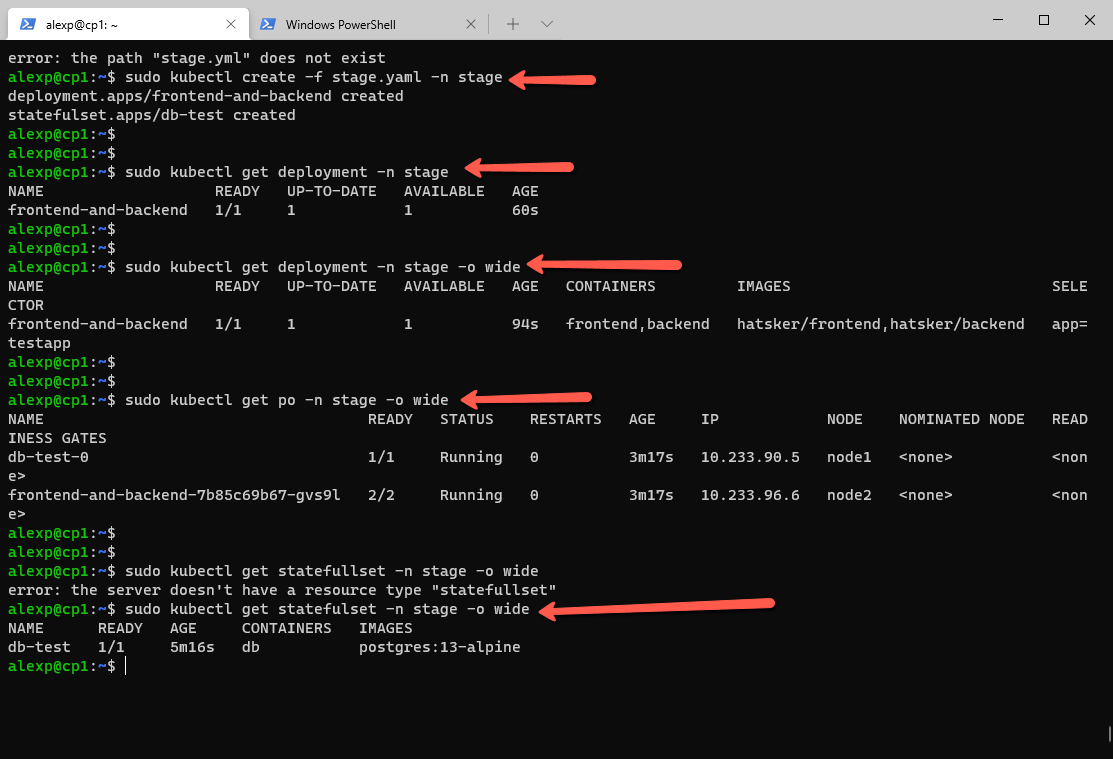 alexp@cp1: ~
Windows PowerShell
error: the path "stage.yml" does not exist
alexp@cp1:~$ sudo kubectl create -f stage.yaml -n stage
deployment.apps/frontend-and-backend created
statefulset.apps/db-test created
alexp@cp1:~$
alexp@cp1:~$
alexp@cp1:~$ sudo kubectl get deployment -n stage
NAME                   READY   UP-TO-DATE   AVAILABLE   AGE
frontend-and-backend   1/1     1            1           60s
alexp@cp1:~$
alexp@cp1:~$
alexp@cp1:~$ sudo kubectl get deployment -n stage -o wide
NAME                   READY   UP-TO-DATE   AVAILABLE   AGE   CONTAINERS         IMAGES                             SELE
CTOR
frontend-and-backend   1/1     1            1           94s   frontend,backend   hatsker/frontend,hatsker/backend   app=
testapp
alexp@cp1:~$
alexp@cp1:~$
alexp@cp1:~$ sudo kubectl get po -n stage -o wide
NAME                                    READY   STATUS    RESTARTS   AGE     IP            NODE    NOMINATED NODE   READ
INESS GATES
db-test-0                               1/1     Running   0          3m17s   10.233.90.5   node1   <none>           <non
e>
frontend-and-backend-7b85c69b67-gvs9l   2/2     Running   0          3m17s   10.233.96.6   node2   <none>           <non
e>
alexp@cp1:~$
alexp@cp1:~$
alexp@cp1:~$ sudo kubectl get statefullset -n stage -o wide
error: the server doesn't have a resource type "statefullset"
alexp@cp1:~$ sudo kubectl get statefulset -n stage -o wide
NAME      READY   AGE     CONTAINERS   IMAGES
db-test   1/1     5m16s   db           postgres:13-alpine
alexp@cp1:~$